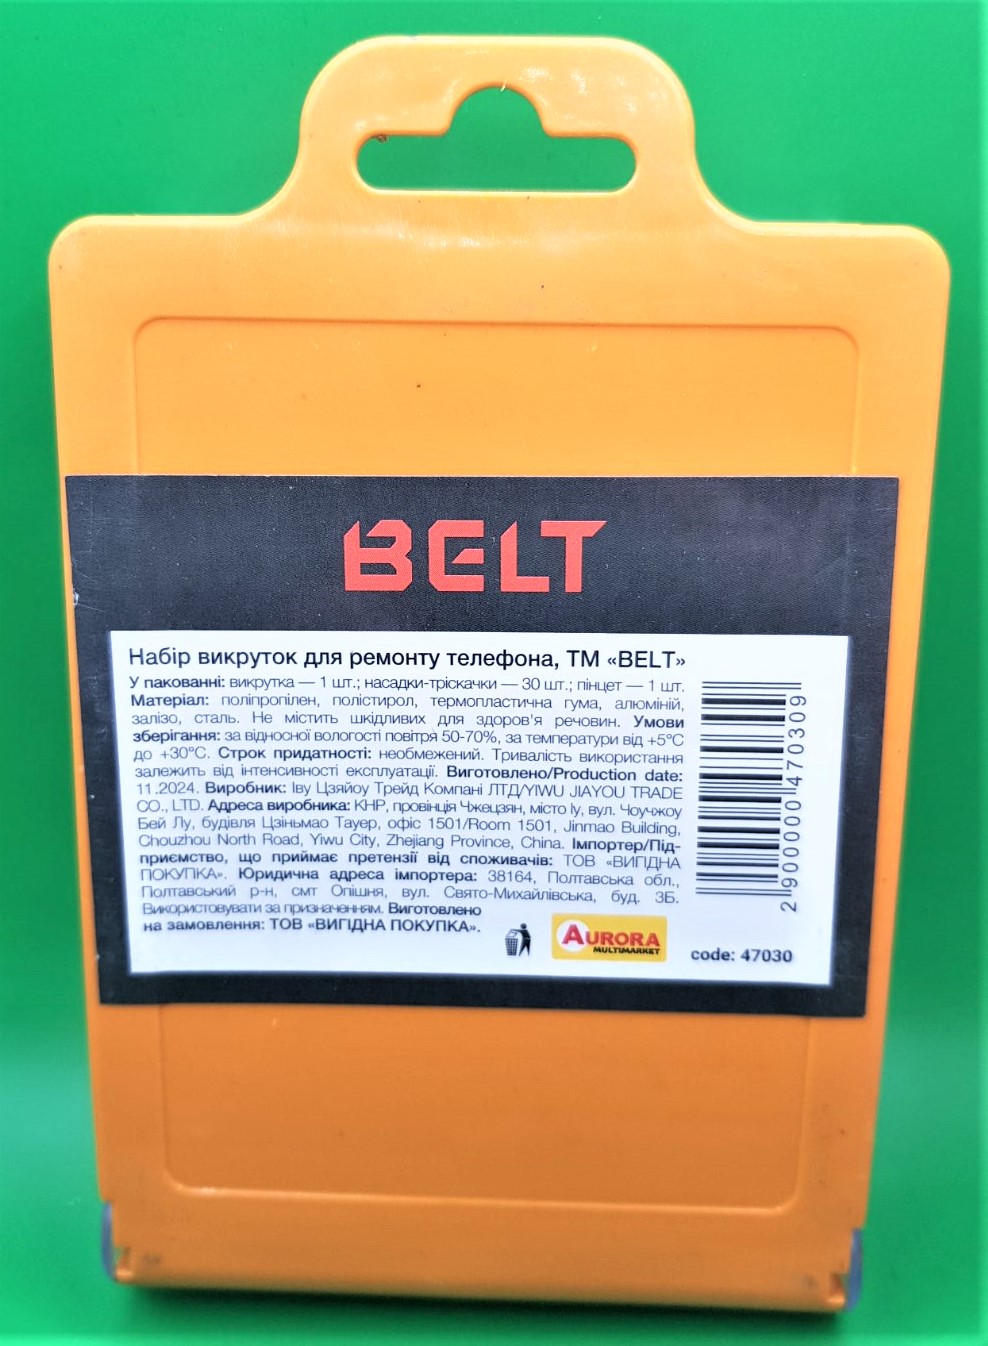 BELT
Набір викруток для ремонту телефона, ТМ «BELT»
У пакованні: викрутка — 1 шт.; насадки-тріскачки — 30 шт.; пінцет — 1 шт.
Матеріал: поліпропілен, полістирол, термопластична гума, алюміній,
залізо, сталь. Не містить шкідливих для здоров'я речовин. Умови
зберігання: за відносної вологості повітря 50-70%, за температури від +5°C
до +30°C. Строк придатності: необмежений. Тривалість використання
залежить від інтенсивності експлуатації. Виготовлено/Production date:
11.2024. Виробник: Іву Цзяйоу Трейд Компані ЛТД/YIWU JIAYOU TRADE
CO., LTD. Адреса виробника: КНР, провінція Чжецзян, місто Іу, вул. Чоучжоу
Бей Лу, будівля Цзіньмао Тауер, офіс 1501/Room 1501, Jinmao Building,
Chouzhou North Road, Yiwu City, Zhejiang Province, China. Імпортер/Під-
приємство, що приймає претензії від споживачів: ТОВ «ВИГІДНА
ПОКУПКА». Юридична адреса імпортера: 38164, Полтавська обл.,
Полтавський р-н, смт Опішня, вул. Свято-Михайлівська, буд. 3Б.
Використовувати за призначенням. Виготовлено
на замовлення: ТОВ «ВИГІДНА ПОКУПКА».
AURORA
MULTIMARKET
code: 47030
2 900000 470309